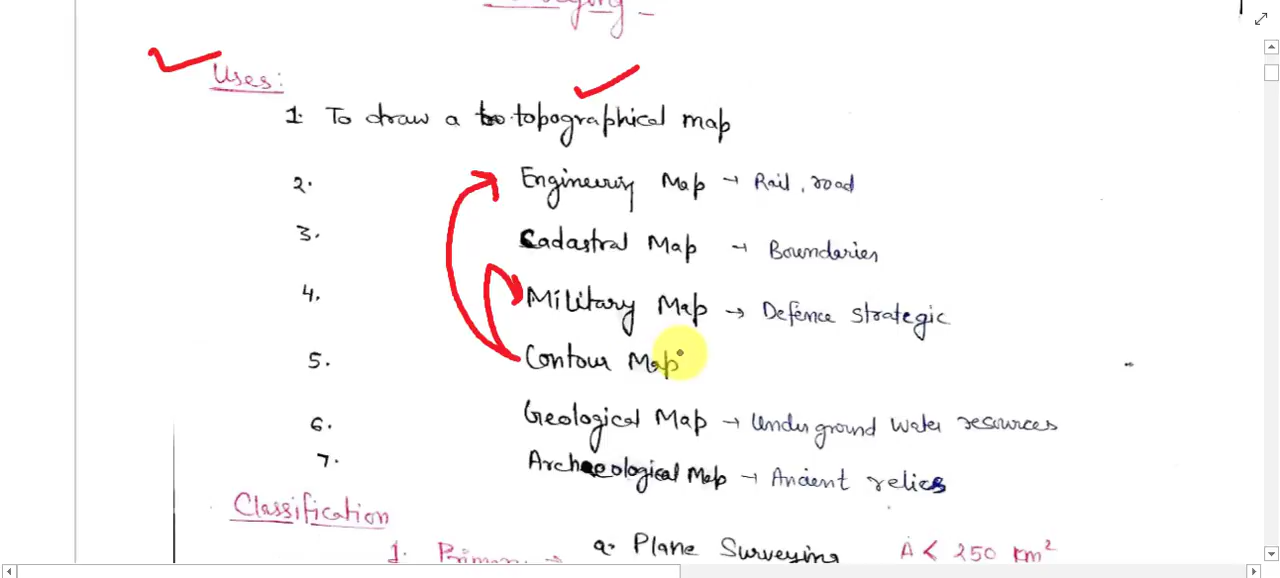 Surveying -
Uses:
1. To draw a topographical map
2. Engineering Map → Rail, road
3. Cadastral Map → Boundaries
4. Military Map → Defence strategic
5. Contour Map
6. Geological Map → Underground water resources
7. Archaeological Map → Ancient relics
Classification
1. Primary → a. Plane Surveying A < 250 km²